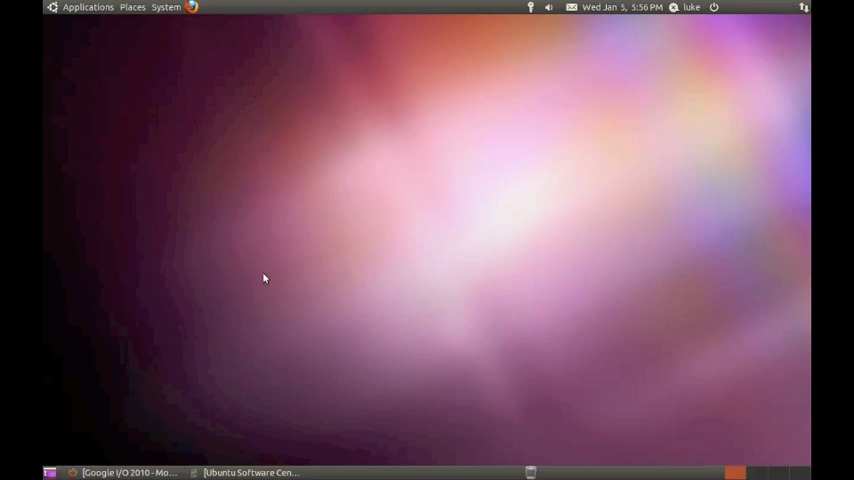 Applications Places System Wed Jan 5, 5:56 PM luke
[Google I/O 2010 - Mo... [Ubuntu Software Cen...